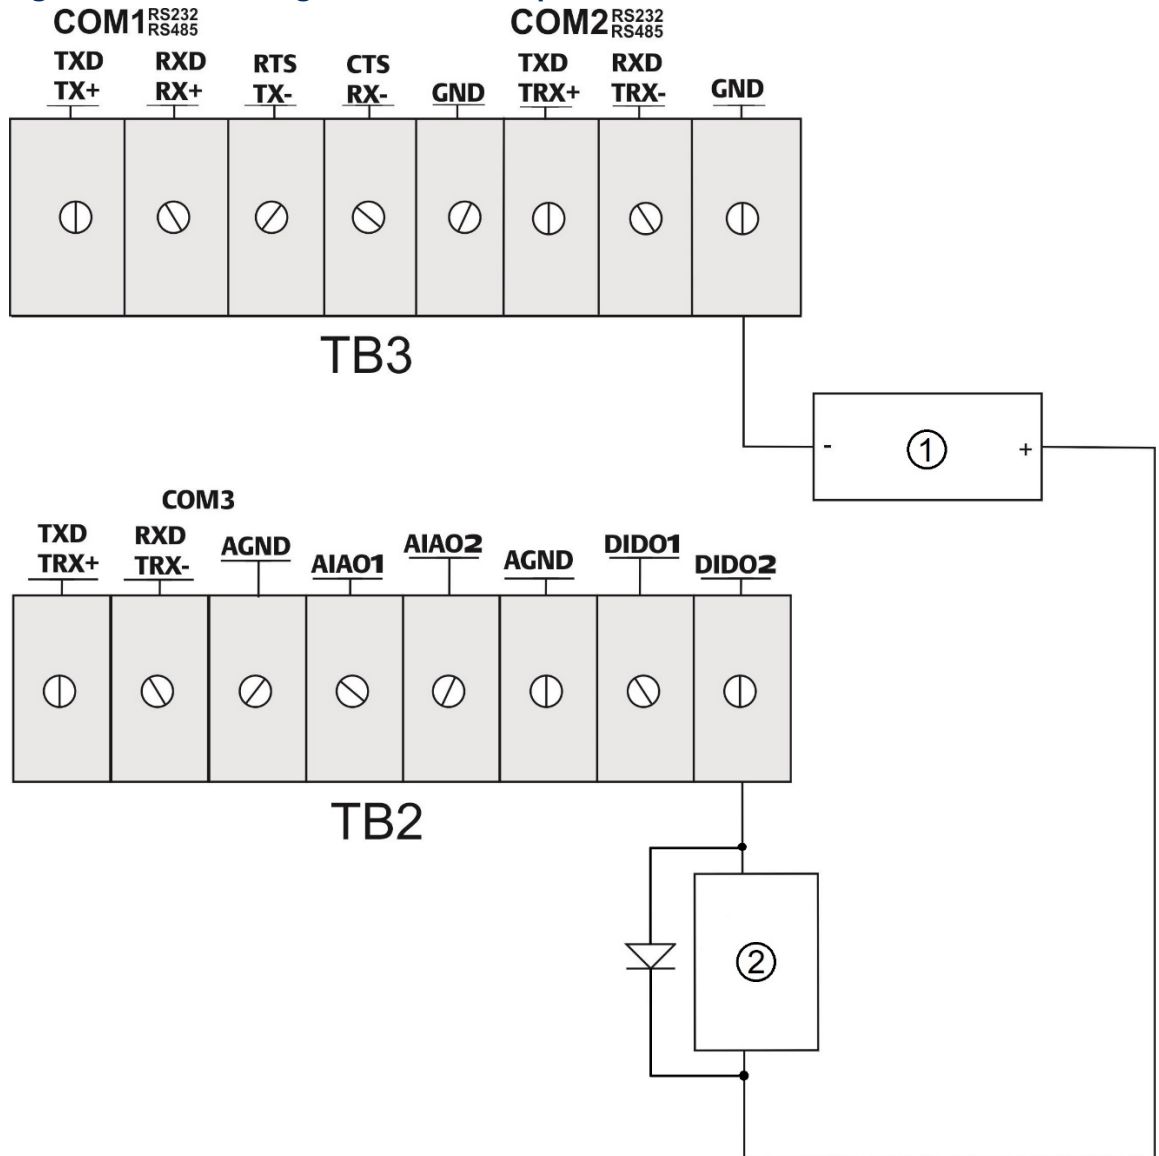 COM1 RS232 RS485
COM2 RS232 RS485
TXD RXD RTS CTS TXD RXD
TX+ RX+ TX- RX- GND TRX+ TRX- GND
TB3
- 1 +
COM3
TXD RXD AGND AIAO1 AIAO2 AGND DIDO1 DIDO2
TRX+ TRX-
TB2
2